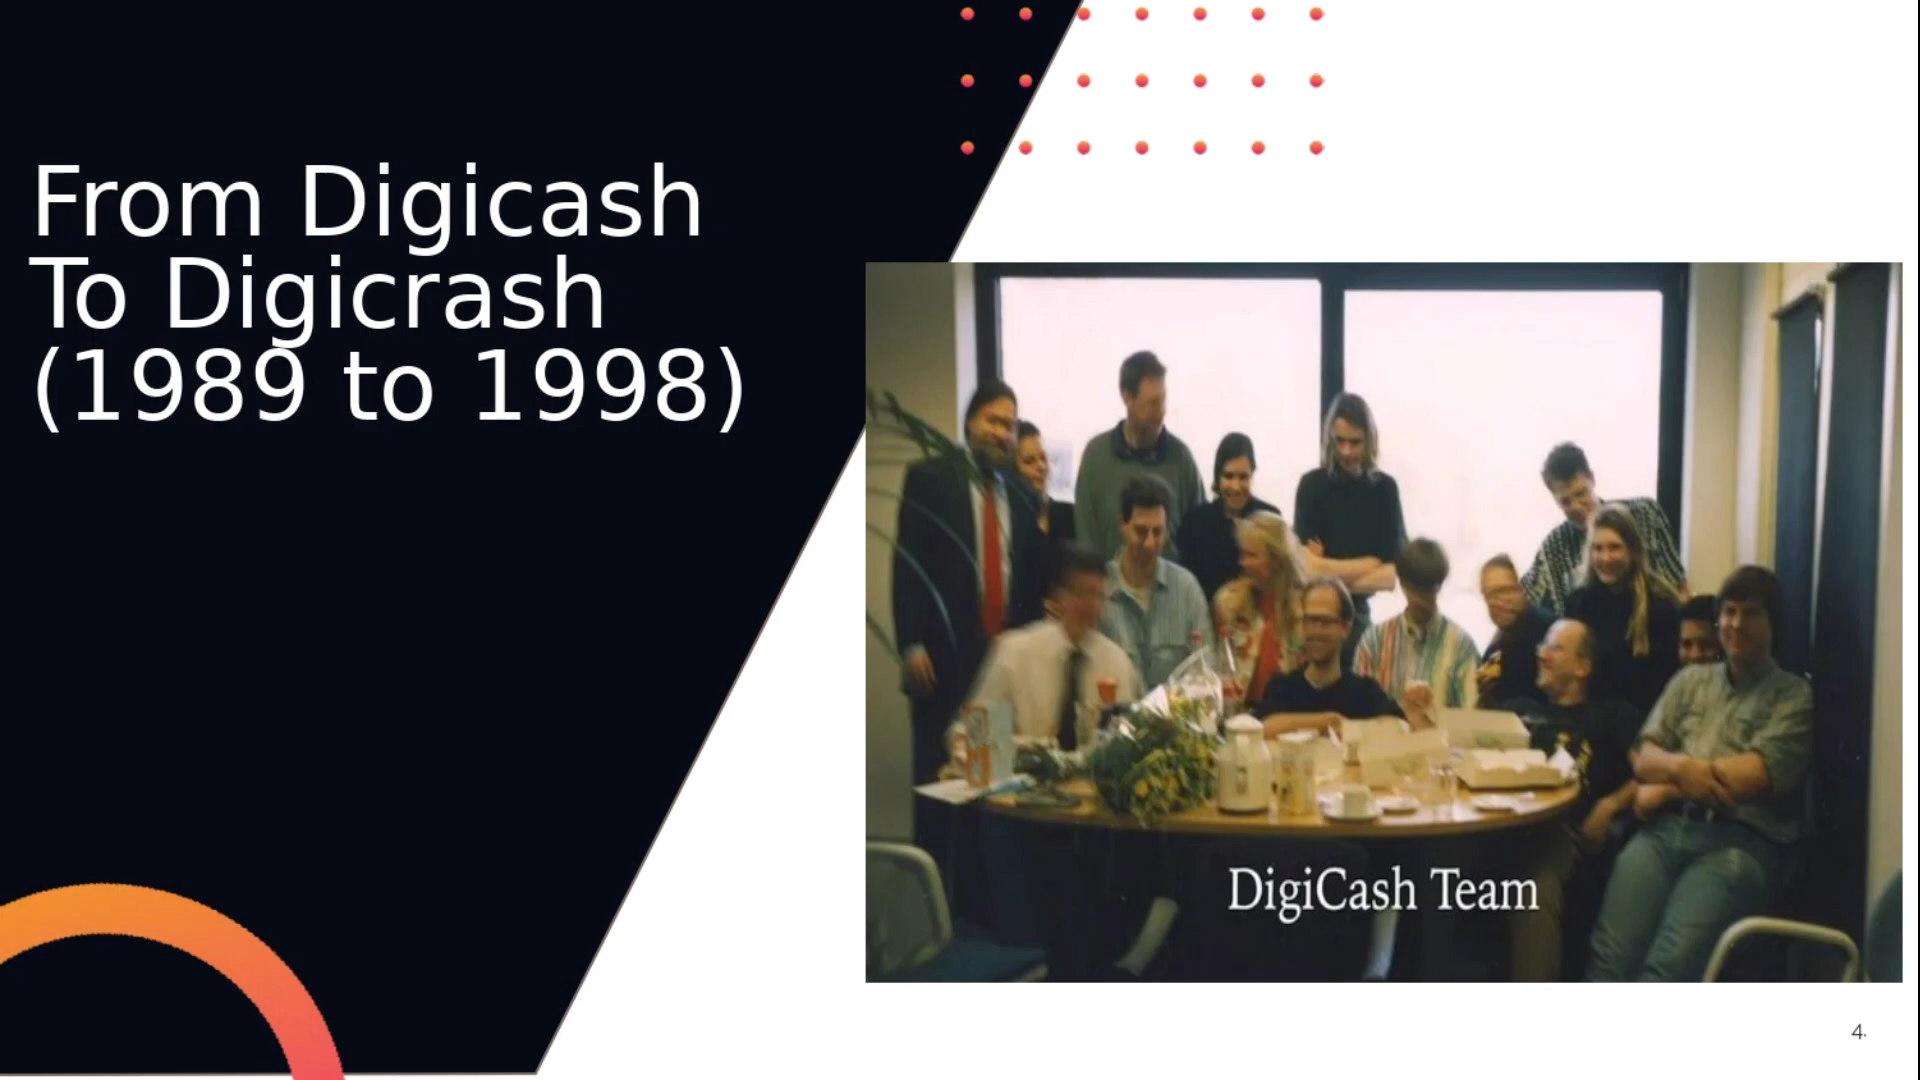 From Digicash
To Digicrash
(1989 to 1998)
DigiCash Team
4